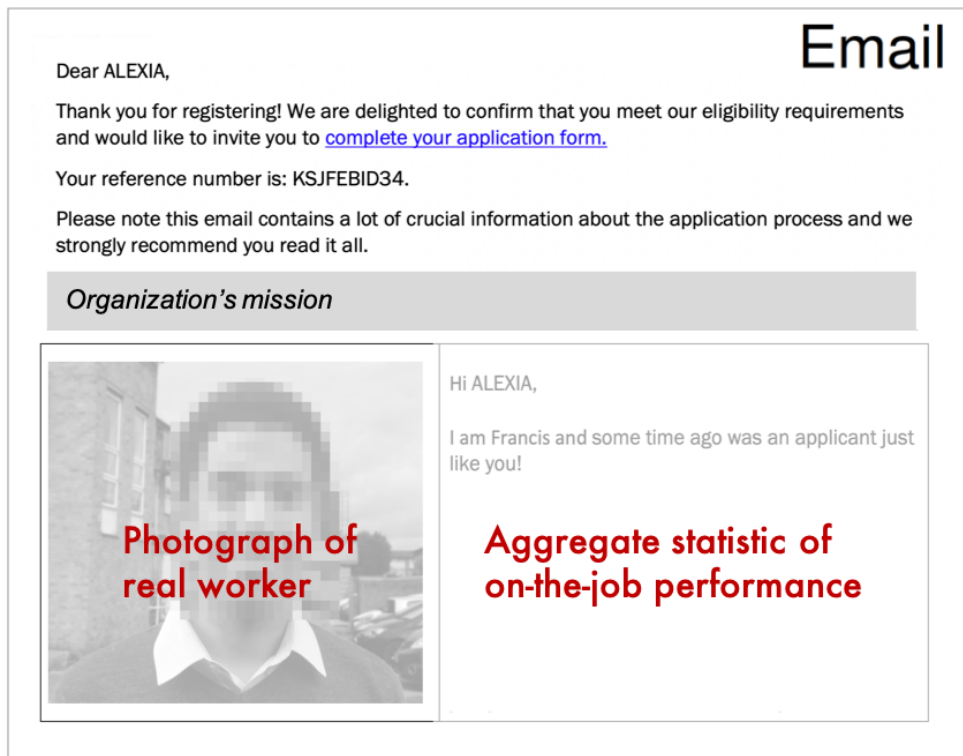 Email
Dear ALEXIA,
Thank you for registering! We are delighted to confirm that you meet our eligibility requirements
and would like to invite you to complete your application form.
Your reference number is: KSJFEBID34.
Please note this email contains a lot of crucial information about the application process and we
strongly recommend you read it all.
Organization's mission
Photograph of
real worker
Hi ALEXIA,
I am Francis and some time ago was an applicant just
like you!
Aggregate statistic of
on-the-job performance